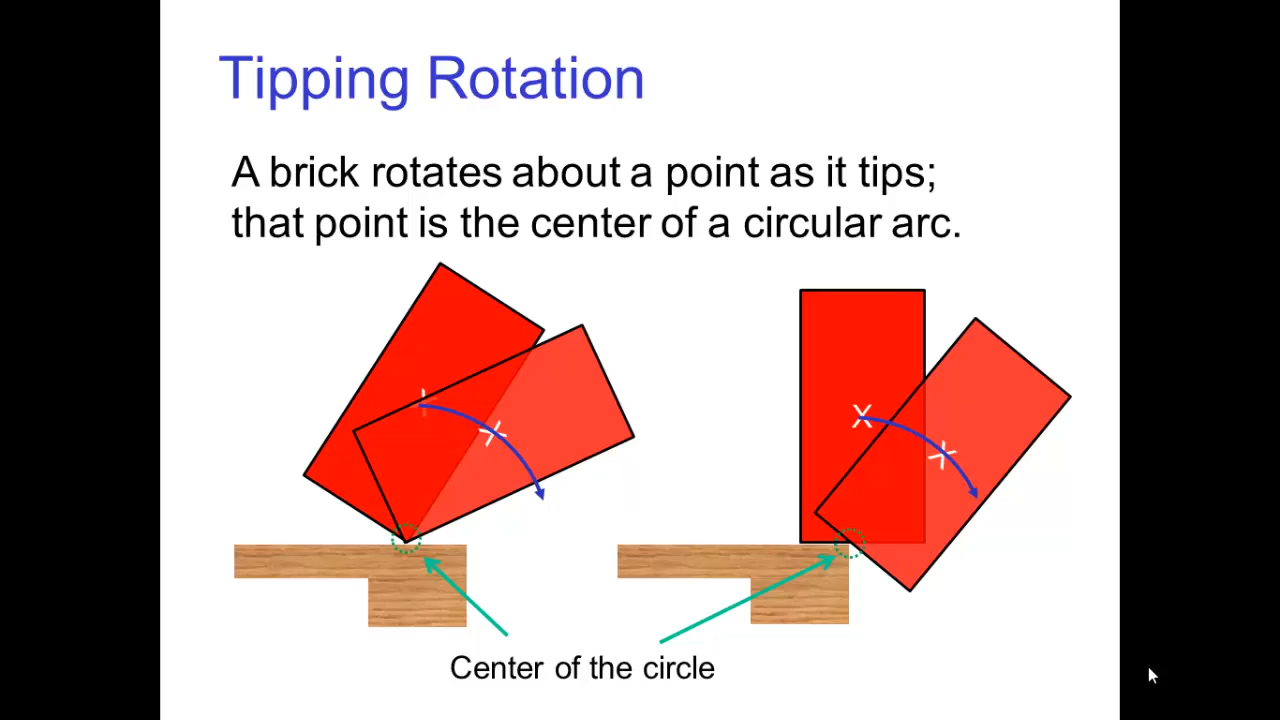 Tipping Rotation
A brick rotates about a point as it tips;
that point is the center of a circular arc.
X X
X X
Center of the circle